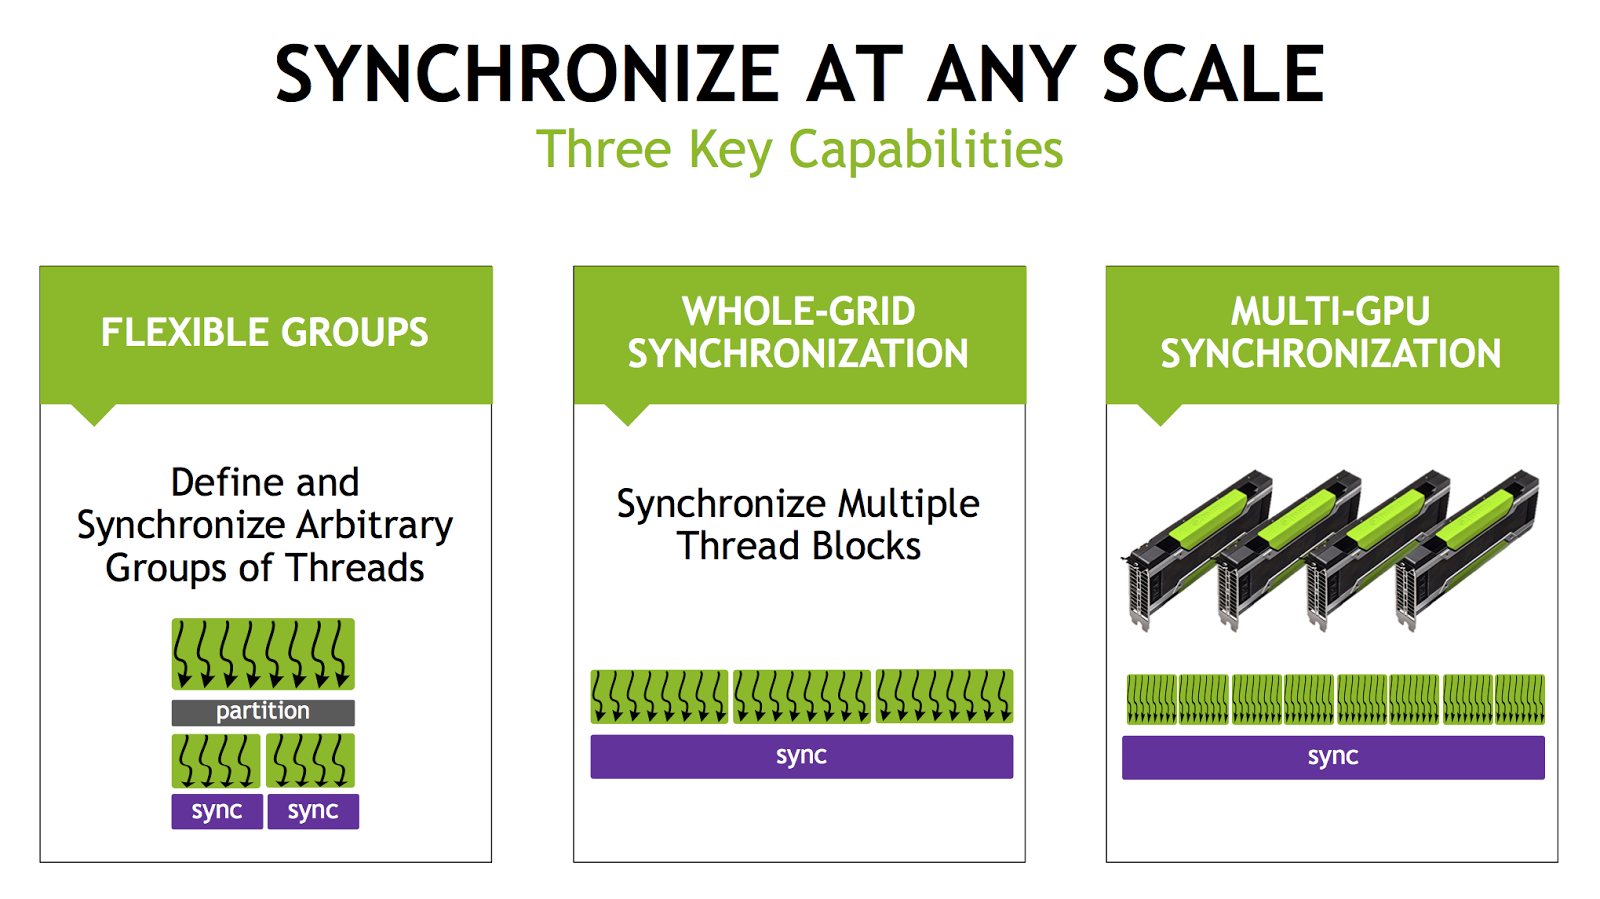 SYNCHRONIZE AT ANY SCALE
Three Key Capabilities
FLEXIBLE GROUPS
Define and
Synchronize Arbitrary
Groups of Threads
partition
sync sync
WHOLE-GRID
SYNCHRONIZATION
Synchronize Multiple
Thread Blocks
sync
MULTI-GPU
SYNCHRONIZATION
sync